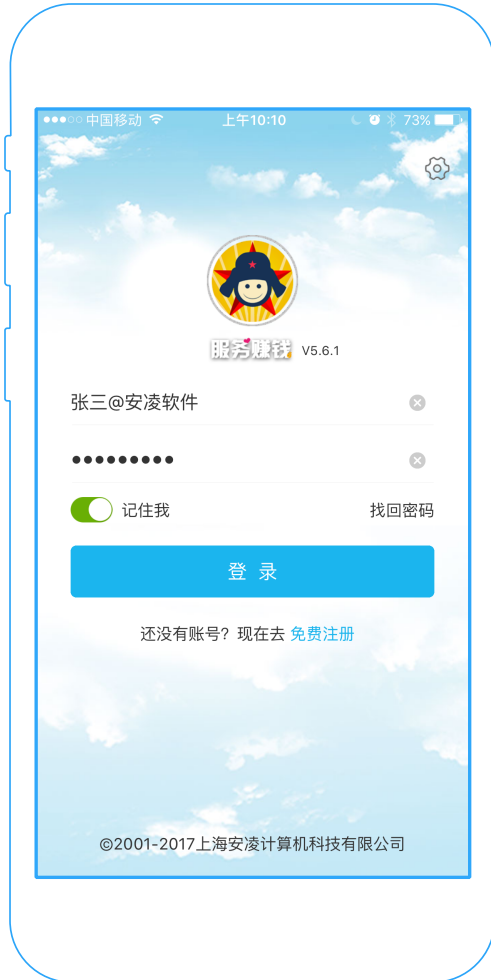 中国移动 上午10:10 73%
服务赚钱 V5.6.1
张三@安凌软件
●●●●●●●●●
记住我 找回密码
登 录
还没有账号？现在去 免费注册
©2001-2017上海安凌计算机科技有限公司